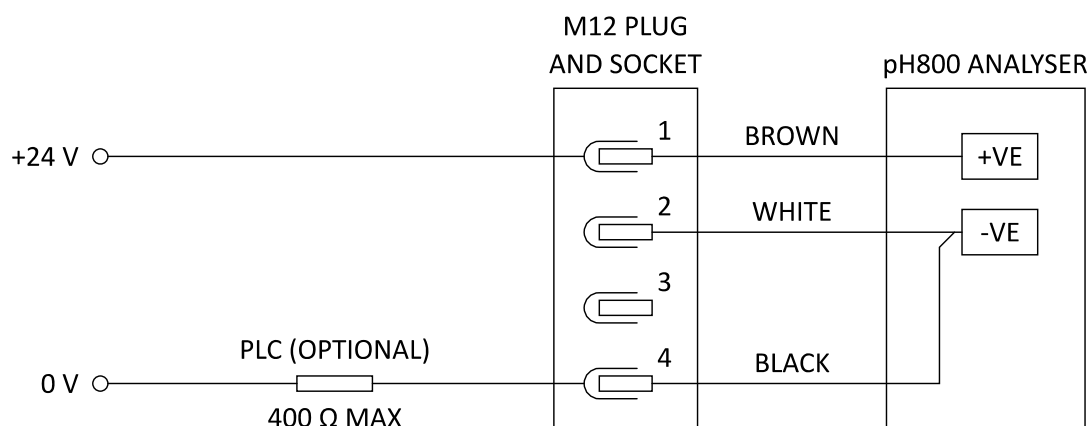 M12 PLUG
AND SOCKET
pH800 ANALYSER
+24 V
1
BROWN
+VE
2
WHITE
-VE
3
PLC (OPTIONAL)
4
BLACK
0 V
400 Ω MAX